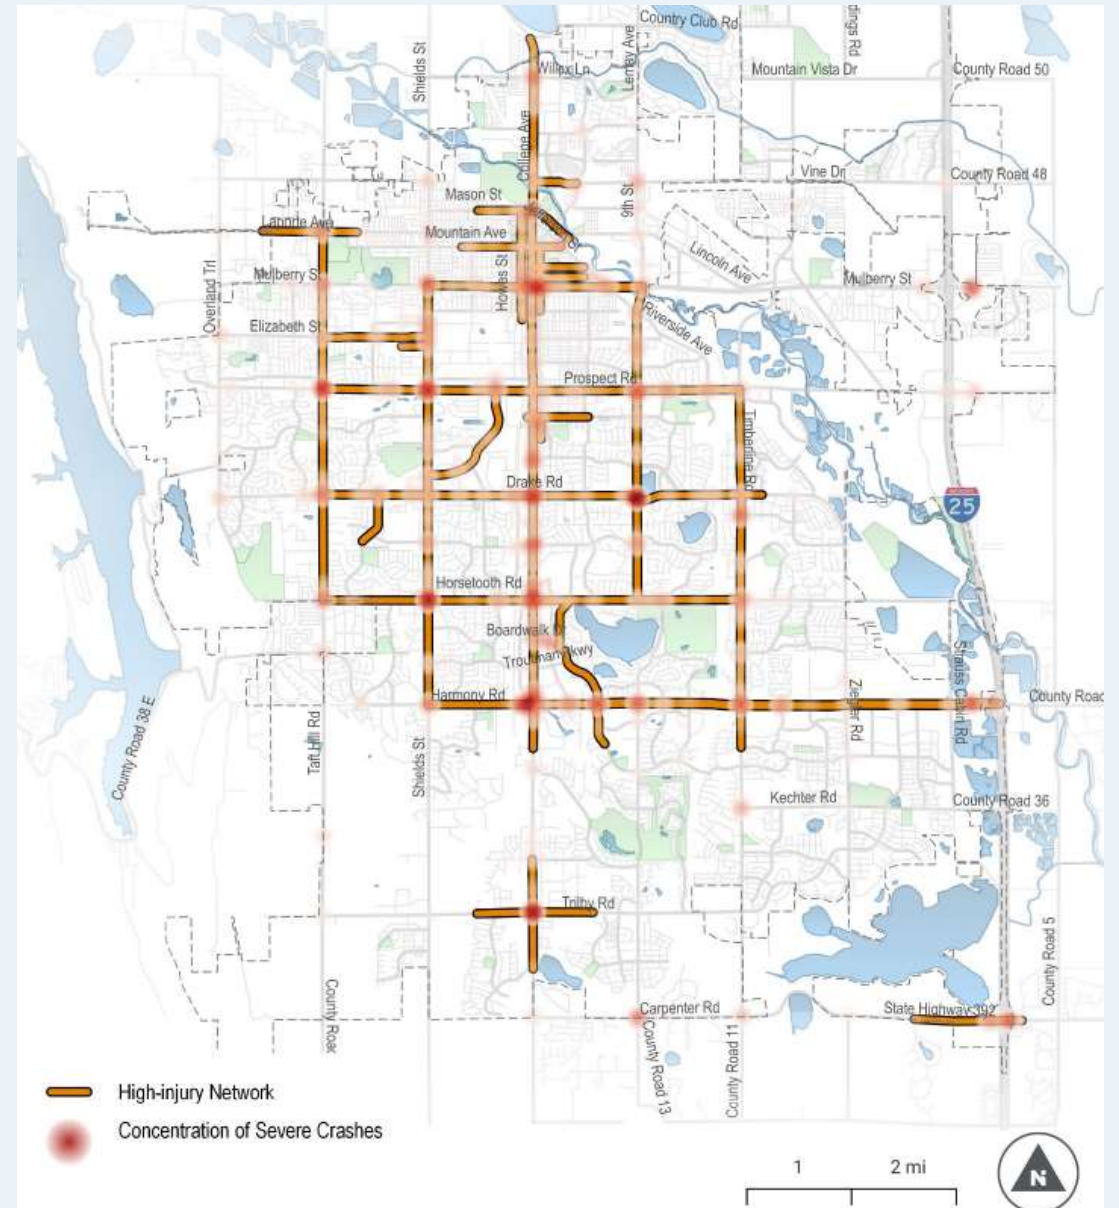 Country Club Rd
Willox Ln
Mountain Vista Dr
County Road 50
Shields St
Lemay Ave
College Ave
Vine Dr
County Road 48
Mason St
9th St
Laporte Ave
Mountain Ave
Lincoln Ave
Overland Trl
Mulberry St
Howes St
Mulberry St
Elizabeth St
Riverside Ave
Prospect Rd
Timberline Rd
Drake Rd
25
Horsetooth Rd
Boardwalk Dr
Troutman Pkwy
Harmony Rd
Ziegler Rd
County Road
County Road 38 E
Taft Hill Rd
Shields St
Kechter Rd
County Road 36
Trilby Rd
County Road 5
County Road
Carpenter Rd
State Highway 392
County Road 13
County Road 11
High-injury Network
Concentration of Severe Crashes
1
2 mi
N